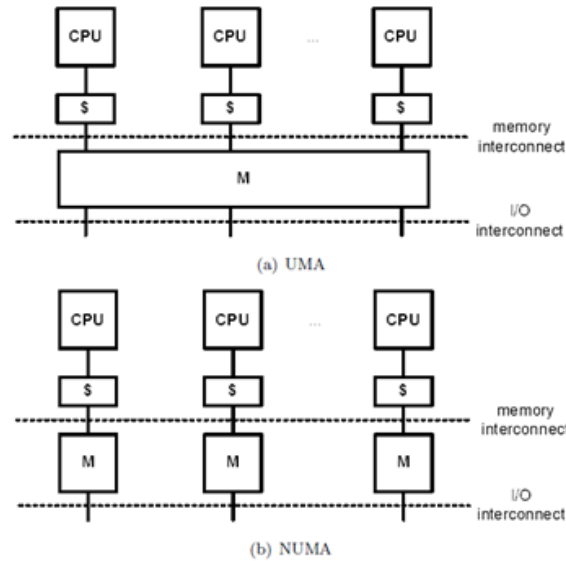 CPU CPU ... CPU
$ $ $
memory
interconnect
M
I/O
interconnect
(a) UMA
CPU CPU ... CPU
$ $ $
memory
interconnect
M M M
I/O
interconnect
(b) NUMA